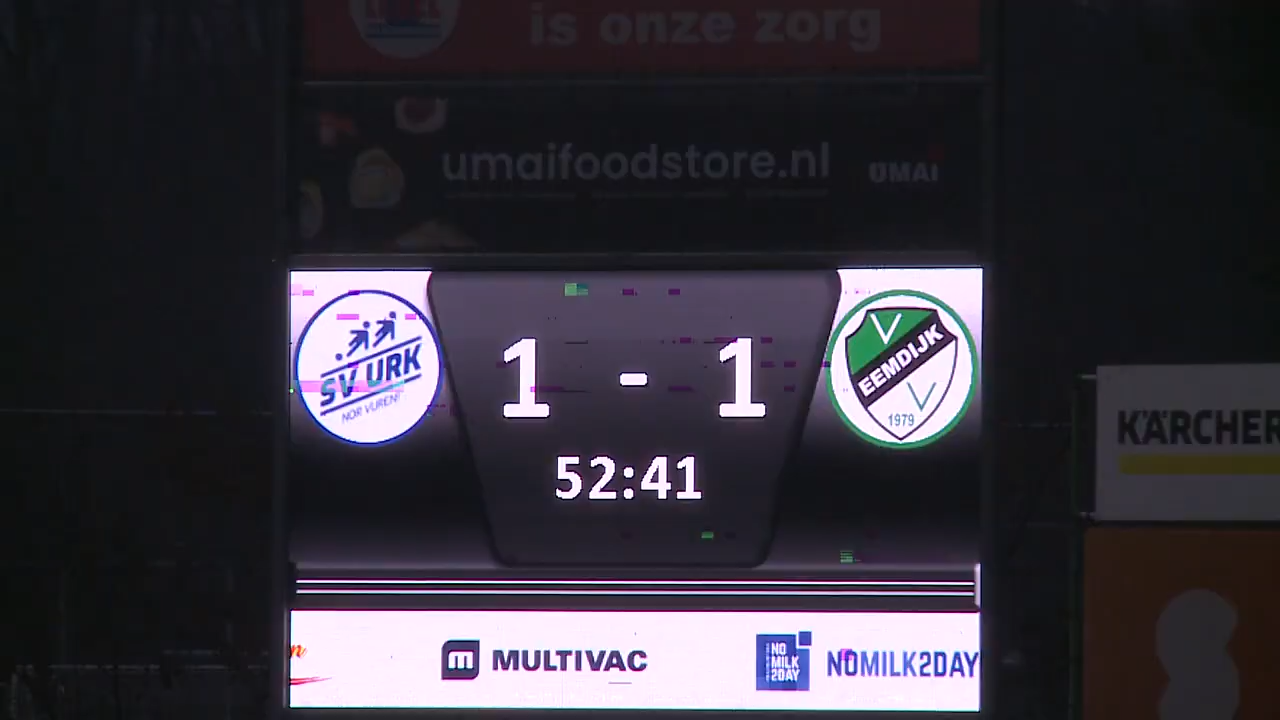 is onze zorg
umaifoodstore.nl
UMAI
1 - 1
52:41
SV URK
NOR VUREN!
V
EEMDIJK
V
1979
KÄRCHER
MULTIVAC
NO
MILK
2DAY
NOMILK2DAY